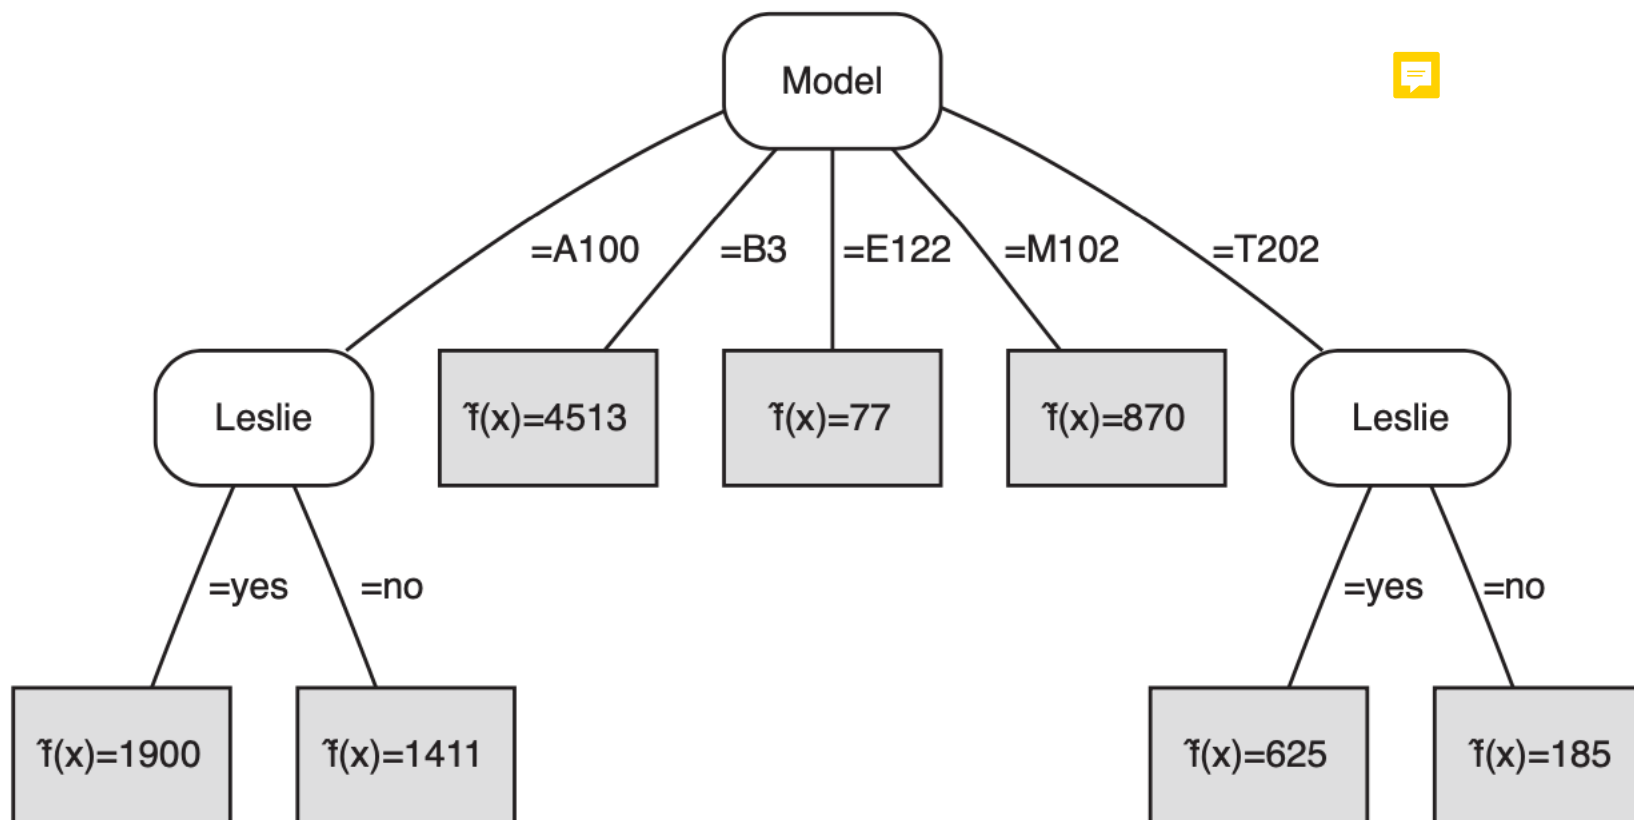 Model
=A100
=B3
=E122
=M102
=T202
Leslie
f̂(x)=4513
f̂(x)=77
f̂(x)=870
Leslie
=yes
=no
=yes
=no
f̂(x)=1900
f̂(x)=1411
f̂(x)=625
f̂(x)=185